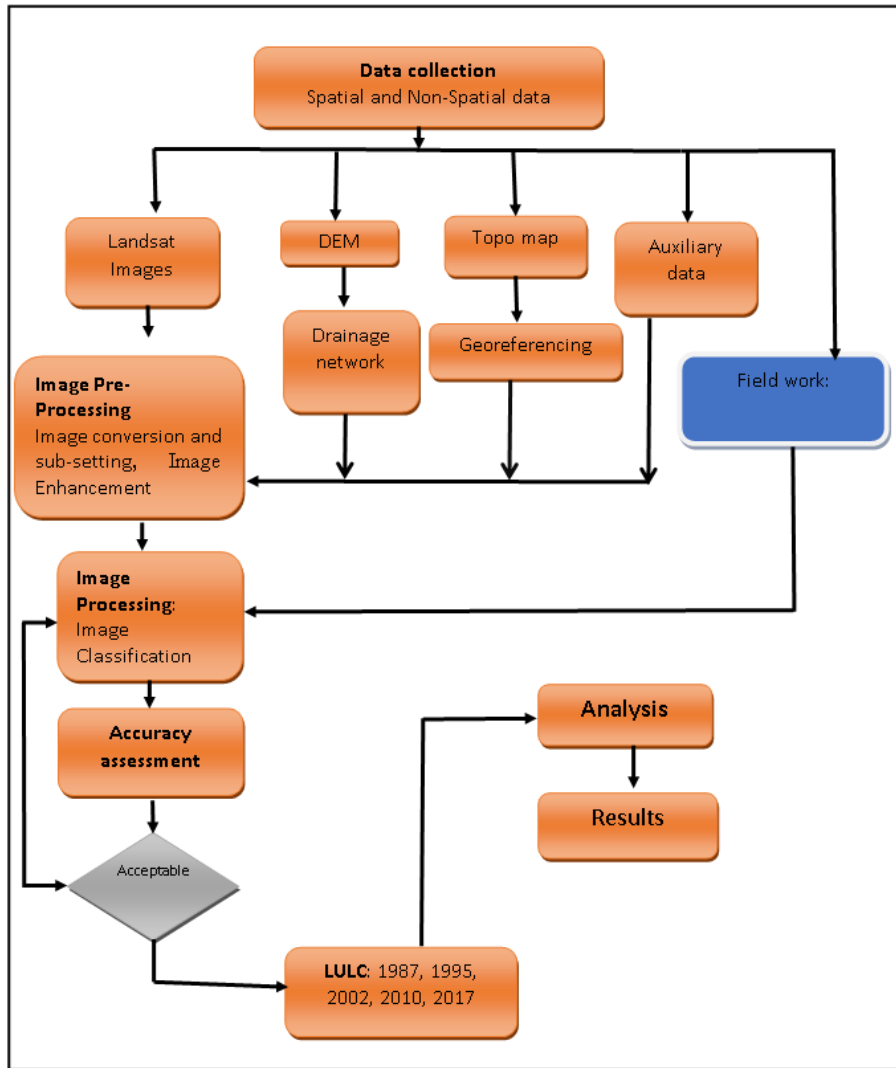 Data collection
Spatial and Non-Spatial data
Landsat
Images
DEM
Topo map
Auxiliary
data
Drainage
network
Georeferencing
Field work:
Image Pre-
Processing
Image conversion and
sub-setting, Image
Enhancement
Image
Processing:
Image
Classification
Accuracy
assessment
Acceptable
LULC: 1987, 1995,
2002, 2010, 2017
Analysis
Results